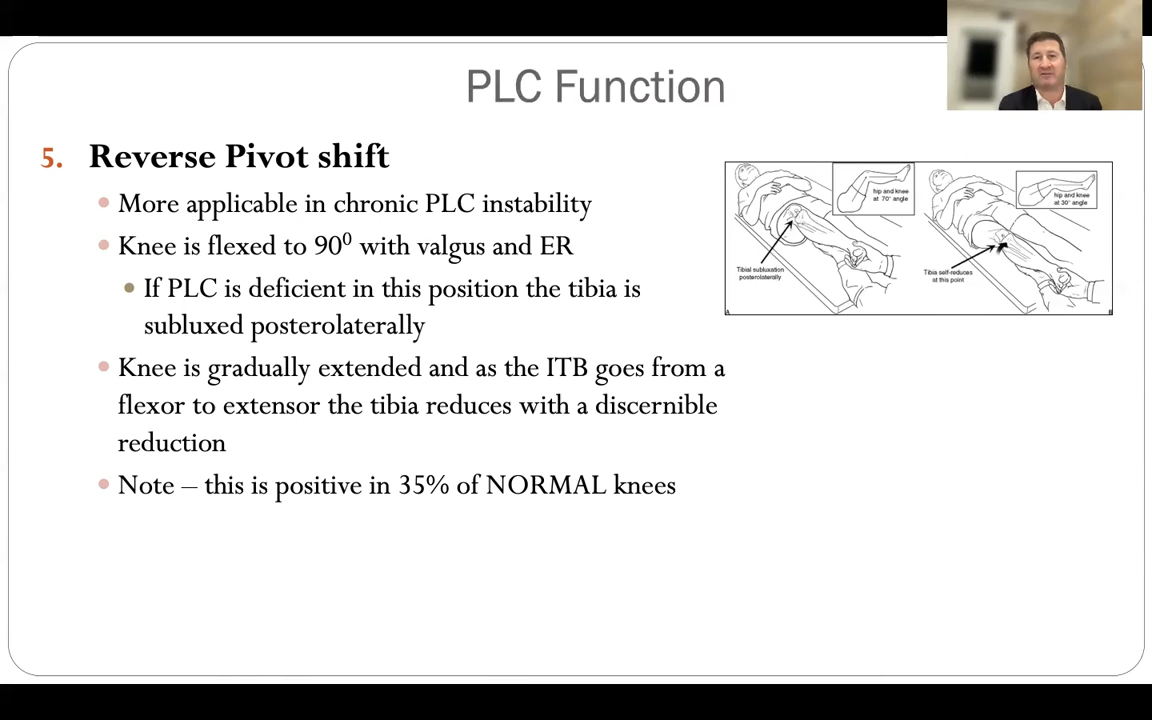 PLC Function
5. Reverse Pivot shift
More applicable in chronic PLC instability
Knee is flexed to 90⁰ with valgus and ER
If PLC is deficient in this position the tibia is
subluxed posterolaterally
Knee is gradually extended and as the ITB goes from a
flexor to extensor the tibia reduces with a discernible
reduction
Note – this is positive in 35% of NORMAL knees
hip and knee
at 70° angle
Tibial subluxation
posterolaterally
A
hip and knee
at 30° angle
Tibia self-reduces
at this point
B